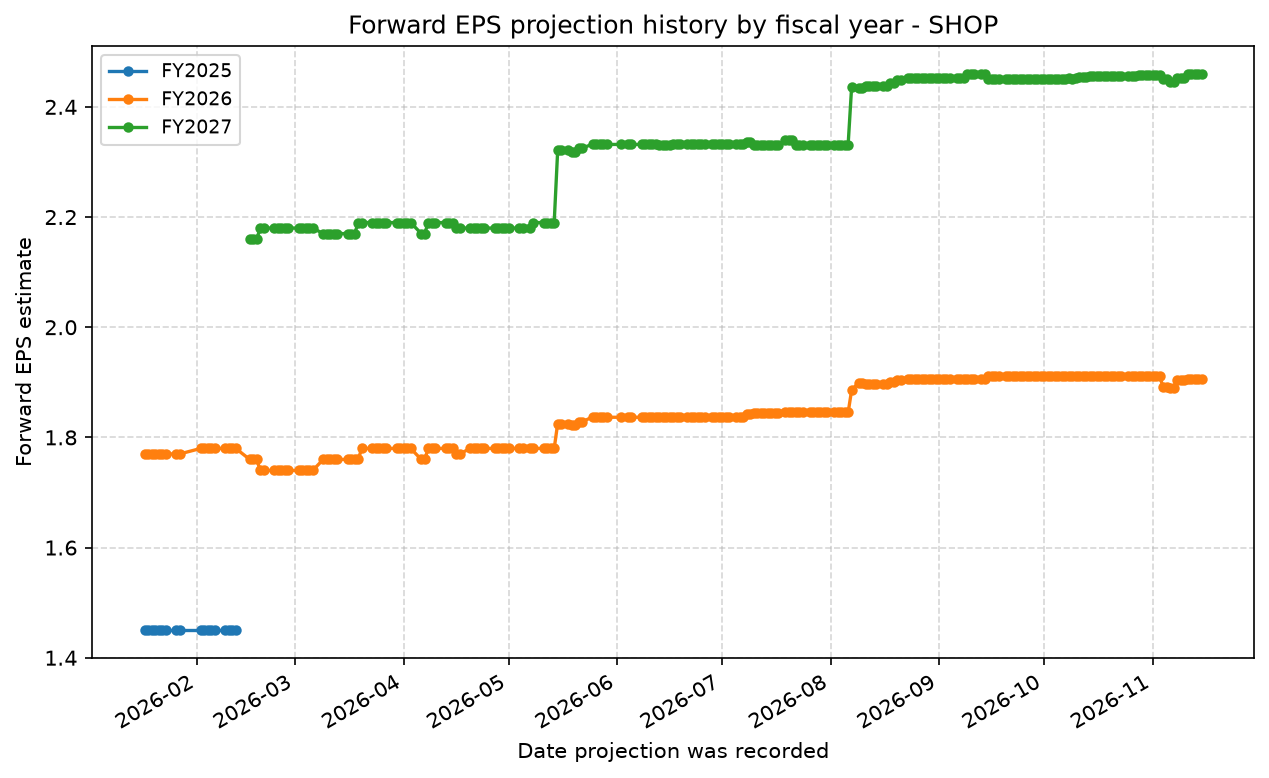 Forward EPS projection history by fiscal year - SHOP
FY2025
FY2026
FY2027
Forward EPS estimate
2.4
2.2
2.0
1.8
1.6
1.4
2026-02
2026-03
2026-04
2026-05
2026-06
2026-07
2026-08
2026-09
2026-10
2026-11
Date projection was recorded